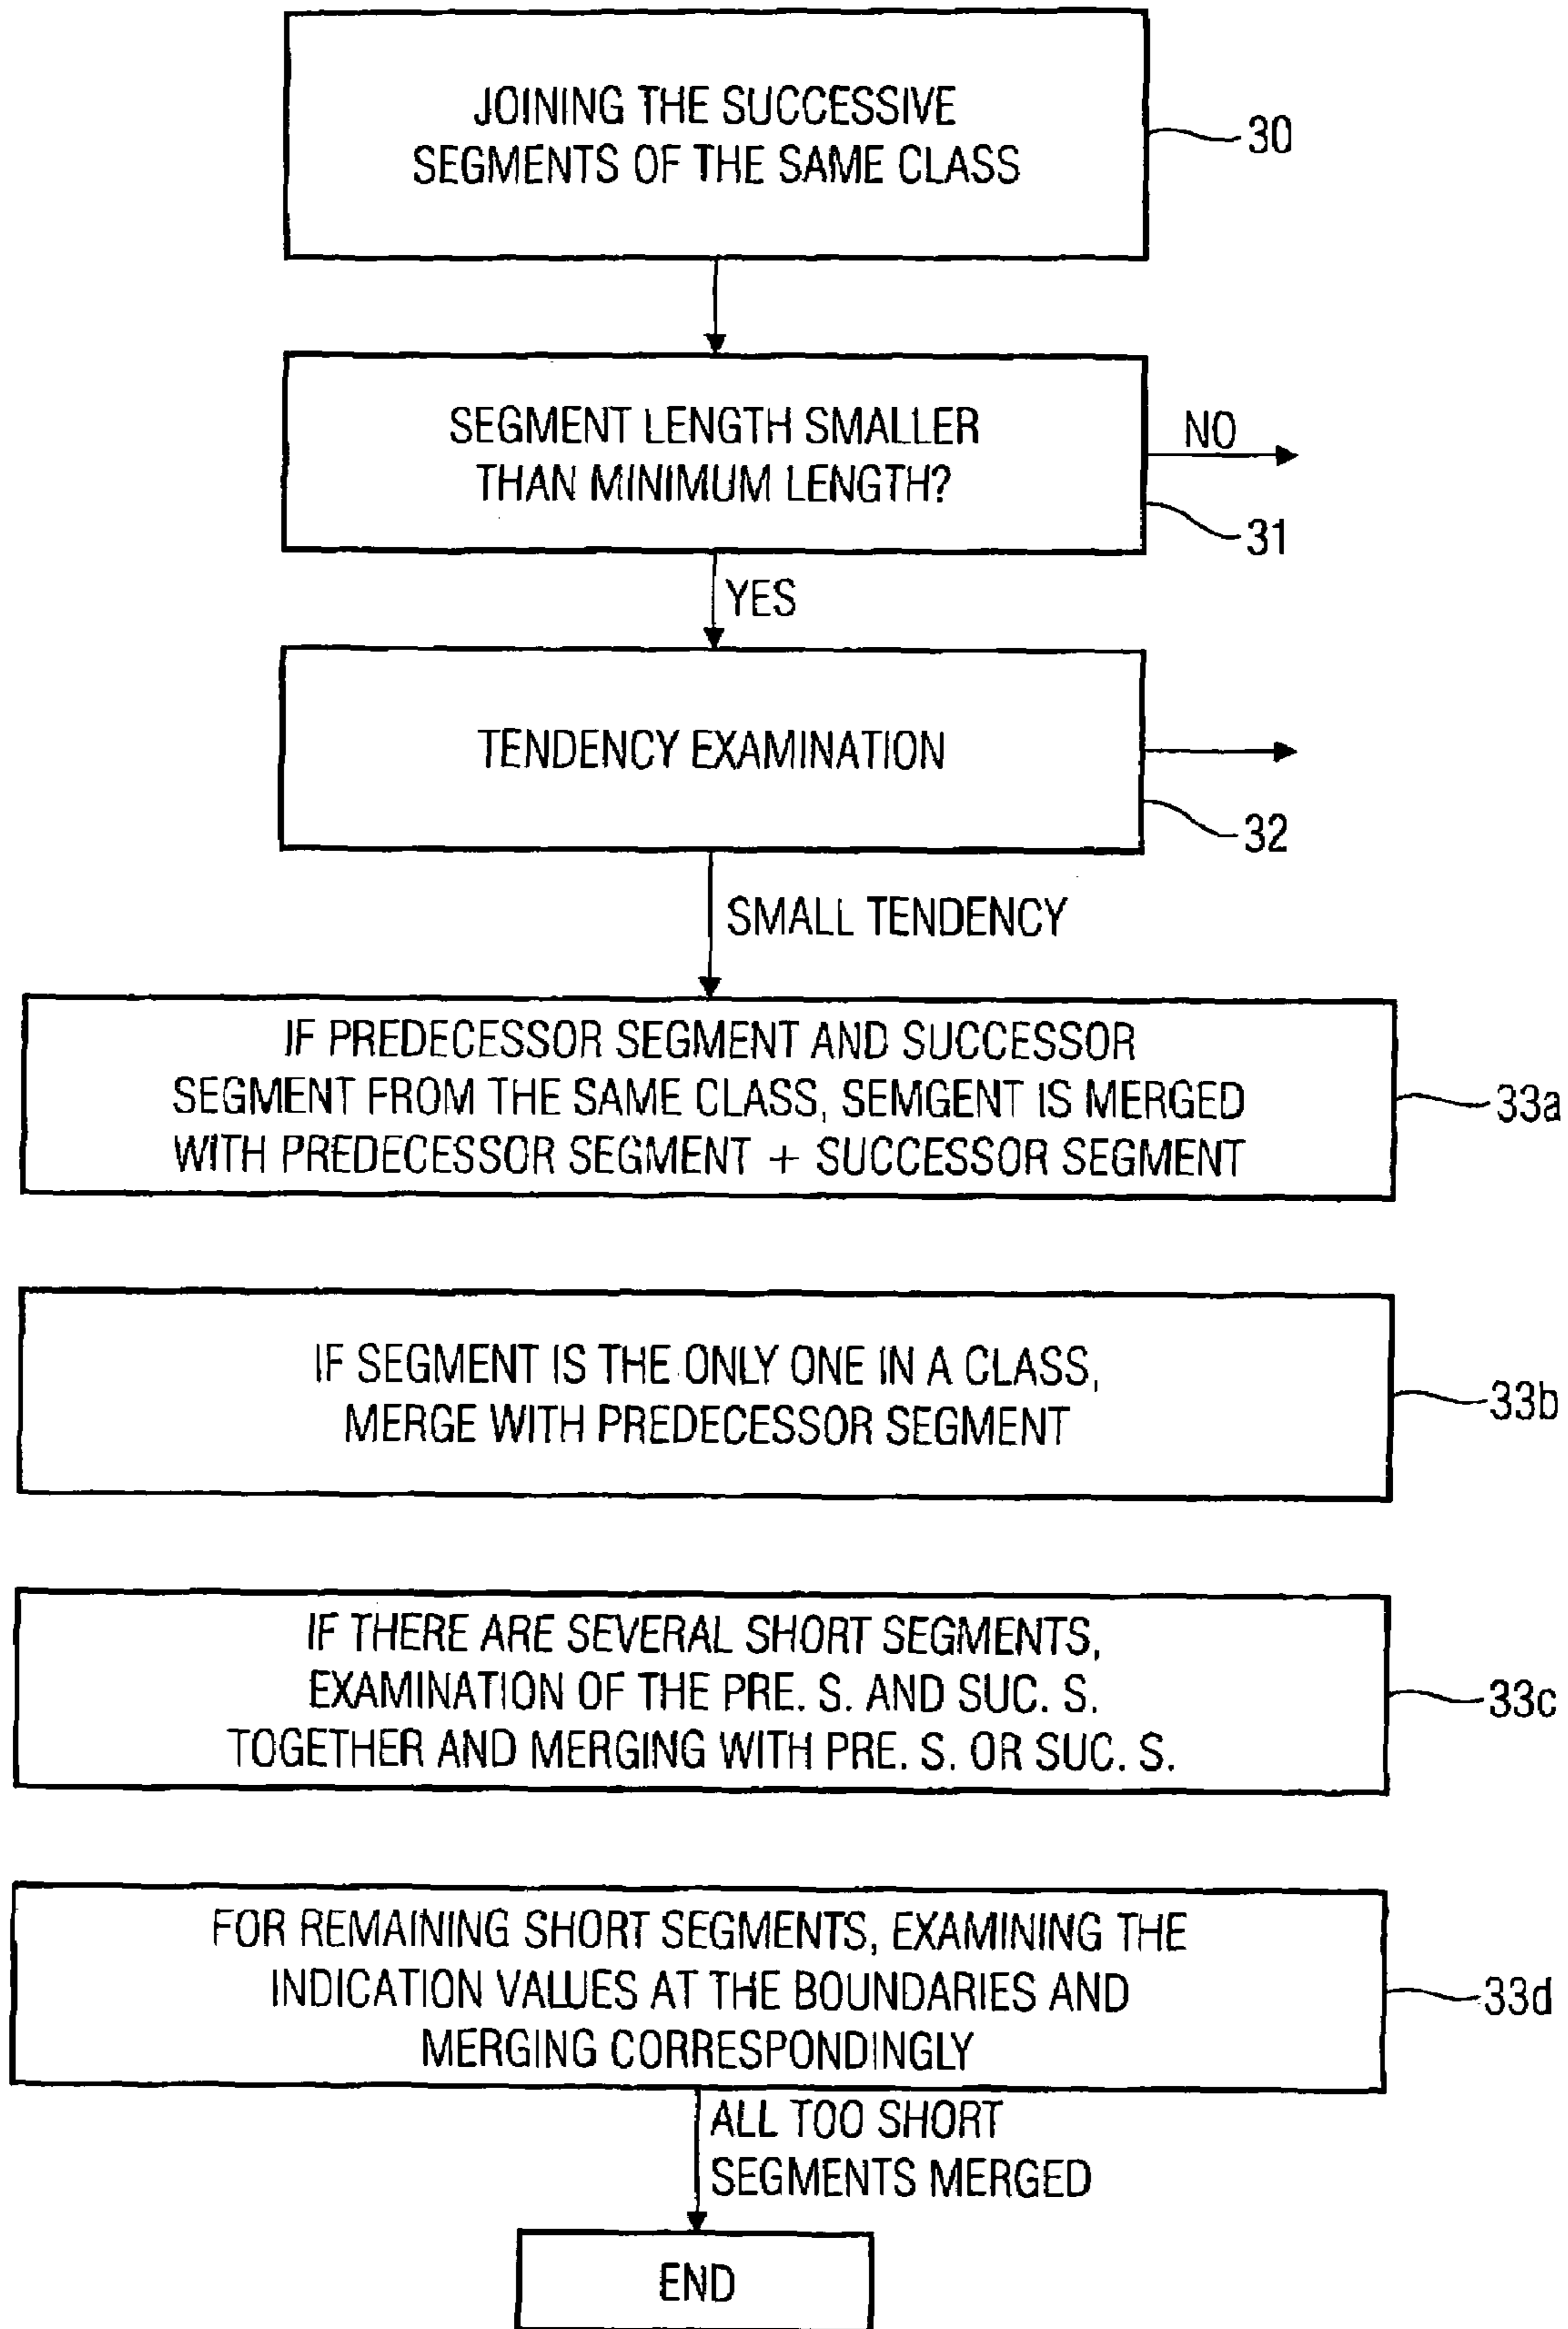 JOINING THE SUCCESSIVE
SEGMENTS OF THE SAME CLASS
30
SEGMENT LENGTH SMALLER
THAN MINIMUM LENGTH?
NO
31
YES
TENDENCY EXAMINATION
32
SMALL TENDENCY
IF PREDECESSOR SEGMENT AND SUCCESSOR
SEGMENT FROM THE SAME CLASS, SEMGENT IS MERGED
WITH PREDECESSOR SEGMENT + SUCCESSOR SEGMENT
33a
IF SEGMENT IS THE ONLY ONE IN A CLASS,
MERGE WITH PREDECESSOR SEGMENT
33b
IF THERE ARE SEVERAL SHORT SEGMENTS,
EXAMINATION OF THE PRE. S. AND SUC. S.
TOGETHER AND MERGING WITH PRE. S. OR SUC. S.
33c
FOR REMAINING SHORT SEGMENTS, EXAMINING THE
INDICATION VALUES AT THE BOUNDARIES AND
MERGING CORRESPONDINGLY
33d
ALL TOO SHORT
SEGMENTS MERGED
END